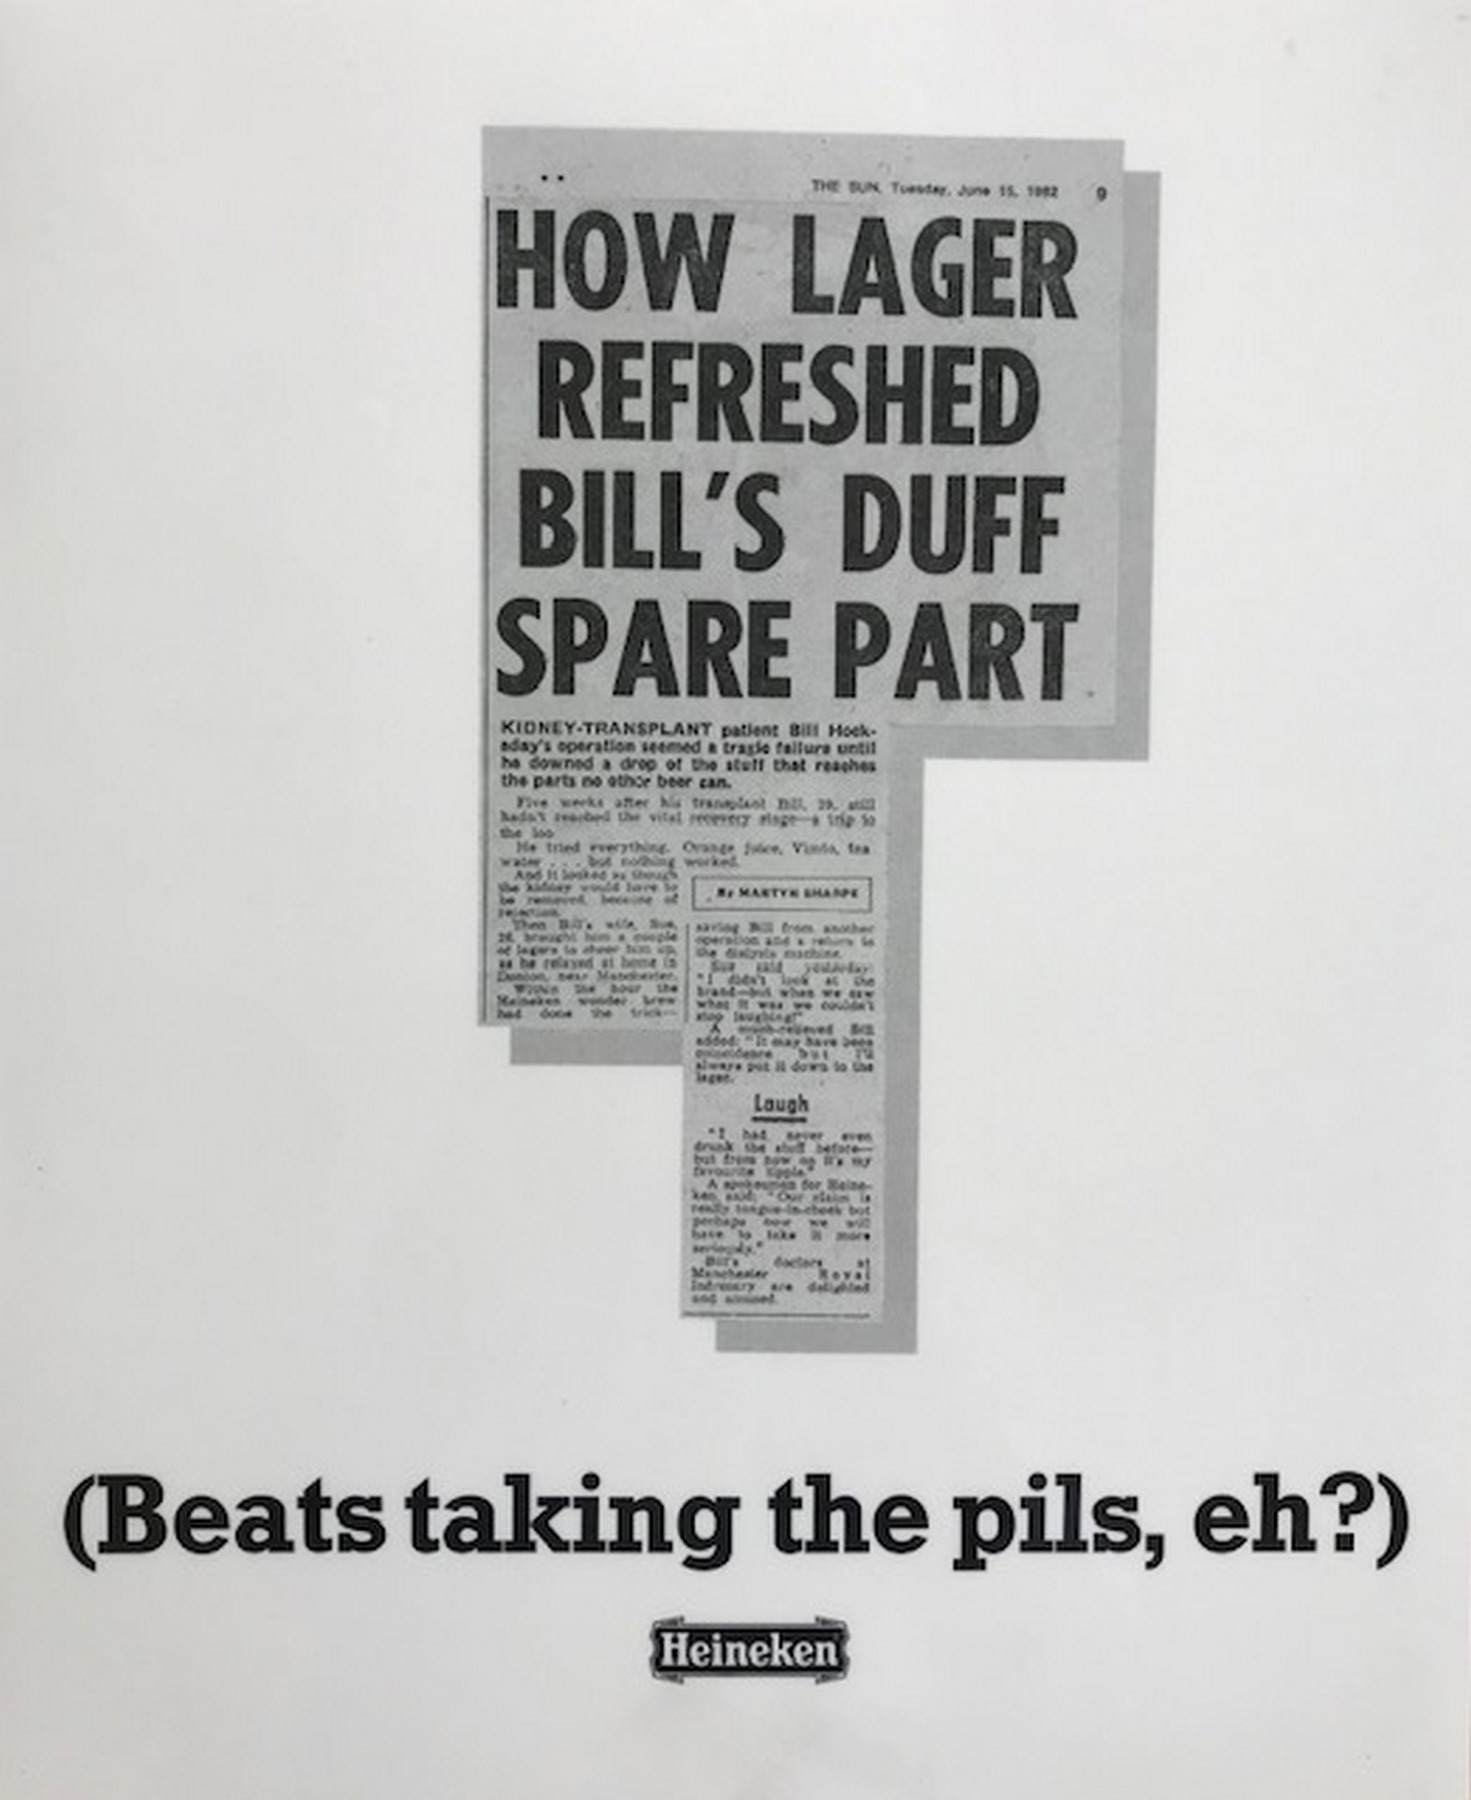 THE SUN, Tuesday, June 15, 1982 9
HOW LAGER
REFRESHED
BILL'S DUFF
SPARE PART
KIDNEY-TRANSPLANT patient Bill Hock-
aday's operation seemed a tragic failure until
he downed a drop of the stuff that reaches
the parts no other beer can.
Five weeks after his transplant Bill, 29, still
hadn't reached the vital recovery stage—a trip to
the loo
He tried everything. Orange juice, Vimto, tea
water . . . but nothing worked.
And it looked as though
the kidney would have to
be removed, because of
rejection.
Then Bill's wife, Sue,
26, brought him a couple
of lagers to cheer him up,
as he relaxed at home in
Denton, near Manchester.
Within the hour the
Heineken wonder brew
had done the trick—
By MARTYN SHARPE
saving Bill from another
operation and a return to
the dialysis machine.
Sue said yesterday:
"I didn't look at the
brand—but when we saw
what it was we couldn't
stop laughing!"
A much-relieved Bill
added: "It may have been
coincidence but I'll
always put it down to the
lager.
Laugh
"I had never even
drunk the stuff before—
but from now on it's my
favourite tipple."
A spokesman for Heine-
ken said: "Our claim is
really tongue-in-cheek but
perhaps now we will
have to take it more
seriously."
Bill's doctors at
Manchester Royal
Infirmary are delighted
and amused.
(Beats taking the pils, eh?)
Heineken